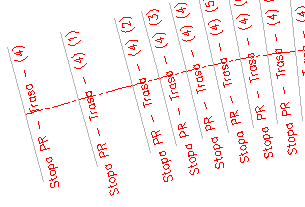 Stopa PR – Trasa – (4)
Stopa PR – Trasa – (4) (1)
Stopa PR – Trasa – (4) (2)
Stopa PR – Trasa – (4) (3)
Stopa PR – Trasa – (4) (4)
Stopa PR – Trasa – (4) (5
Stopa PR – Trasa – (4)
Stopa PR – Trasa – (4)
(4)